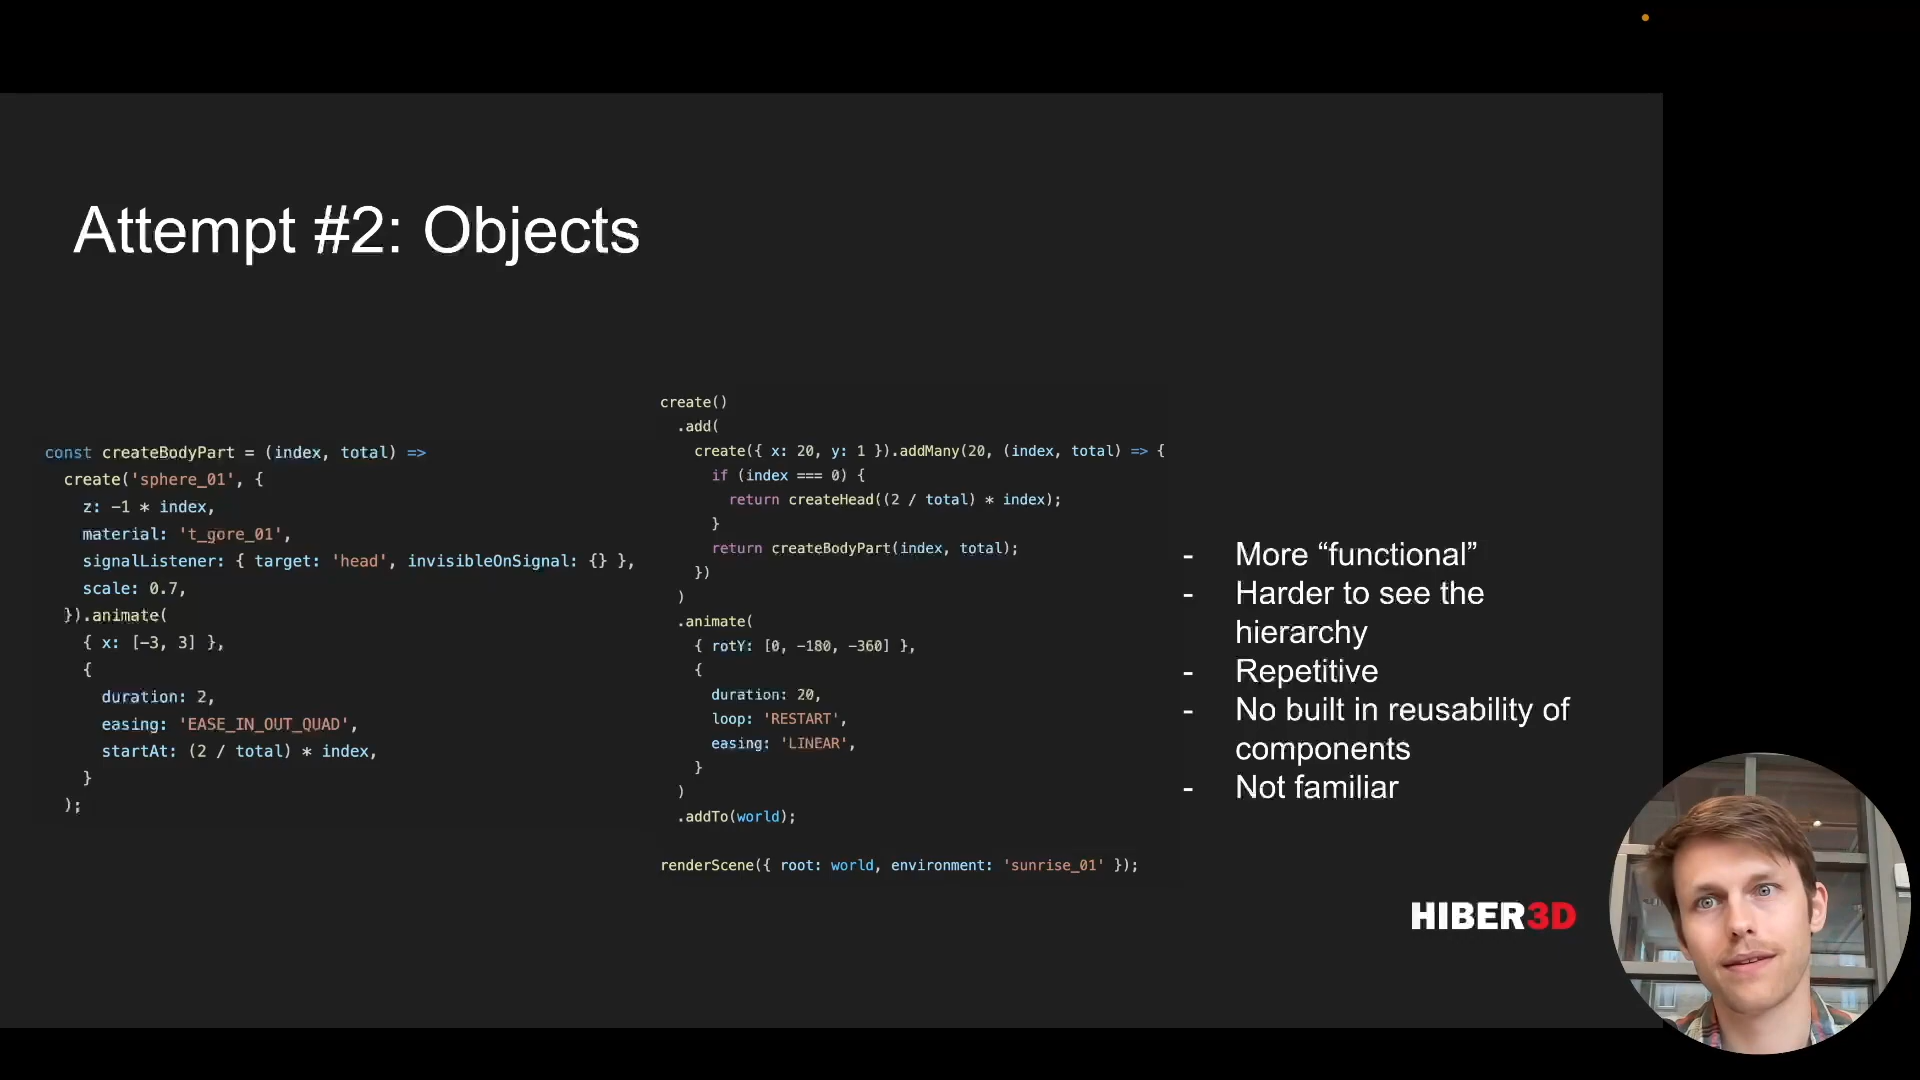 Attempt #2: Objects
const createBodyPart = (index, total) =>
create('sphere_01', {
z: -1 * index,
material: 't_gore_01',
signalListener: { target: 'head', invisibleOnSignal: {} },
scale: 0.7,
}).animate(
{ x: [-3, 3] },
{
duration: 2,
easing: 'EASE_IN_OUT_QUAD',
startAt: (2 / total) * index,
}
);
create()
.add(
create({ x: 20, y: 1 }).addMany(20, (index, total) => {
if (index === 0) {
return createHead((2 / total) * index);
}
return createBodyPart(index, total);
})
)
.animate(
{ rotY: [0, -180, -360] },
{
duration: 20,
loop: 'RESTART',
easing: 'LINEAR',
}
)
.addTo(world);
renderScene({ root: world, environment: 'sunrise_01' });
- More “functional”
- Harder to see the
hierarchy
- Repetitive
- No built in reusability of
components
- Not familiar
HIBER3D